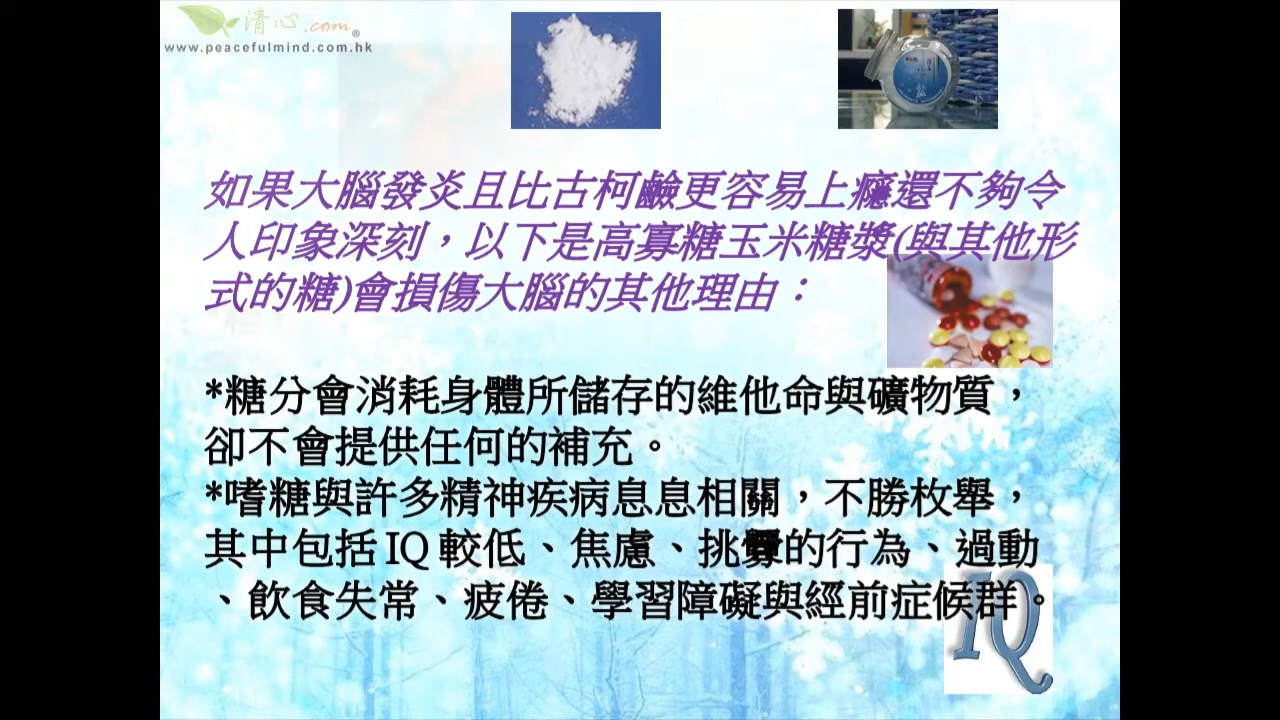 清心.com®
www.peacefulmind.com.hk
如果大腦發炎且比古柯鹼更容易上癮還不夠令
人印象深刻，以下是高寡糖玉米糖漿(與其他形
式的糖)會損傷大腦的其他理由：
*糖分會消耗身體所儲存的維他命與礦物質，
卻不會提供任何的補充。
*嗜糖與許多精神疾病息息相關，不勝枚舉，
其中包括IQ較低、焦慮、挑釁的行為、過動
、飲食失常、疲倦、學習障礙與經前症候群。
IQ